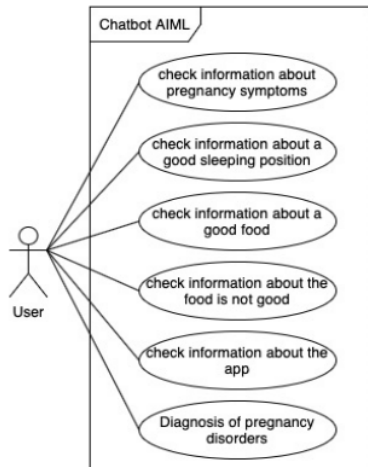 Chatbot AIML
check information about
pregnancy symptoms
check information about a
good sleeping position
check information about a
good food
check information about the
food is not good
check information about the
app
Diagnosis of pregnancy
disorders
User